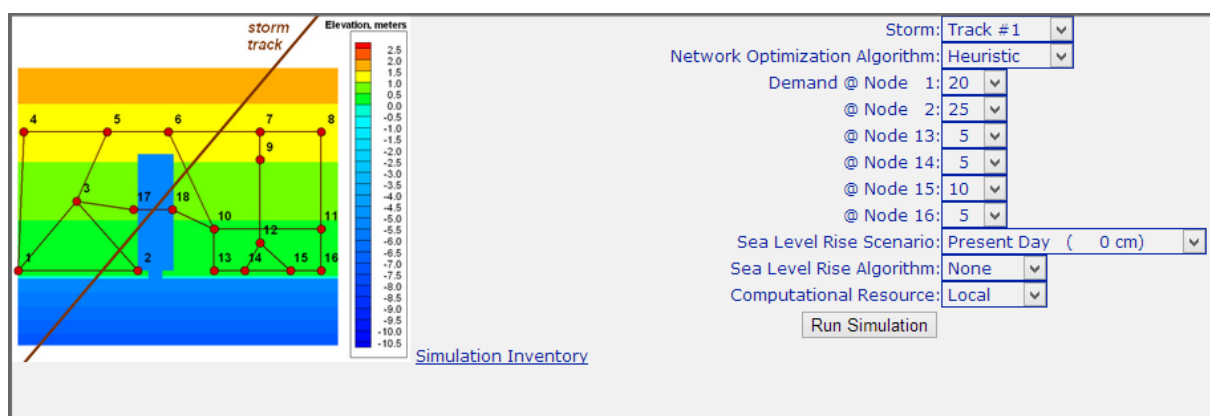 storm
track
Elevation, meters
2.5
2.0
1.5
1.0
0.5
0.0
-0.5
-1.0
-1.5
-2.0
-2.5
-3.0
-3.5
-4.0
-4.5
-5.0
-5.5
-6.0
-6.5
-7.0
-7.5
-8.0
-8.5
-9.0
-9.5
-10.0
-10.5
4 5 6 7 8
9
3
17 18
10 11
12
1 2 13 14 15 16
Storm: Track #1
Network Optimization Algorithm: Heuristic
Demand @ Node 1: 20
@ Node 2: 25
@ Node 13: 5
@ Node 14: 5
@ Node 15: 10
@ Node 16: 5
Sea Level Rise Scenario: Present Day ( 0 cm)
Sea Level Rise Algorithm: None
Computational Resource: Local
Run Simulation
Simulation Inventory